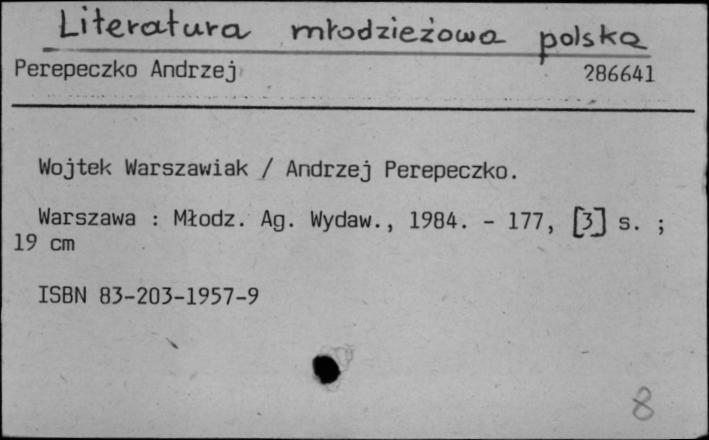 Literatura młodzieżowa polska
Perepeczko Andrzej 286641
Wojtek Warszawiak / Andrzej Perepeczko.
Warszawa : Młodz. Ag. Wydaw., 1984. - 177, [3] s. ;
19 cm
ISBN 83-203-1957-9
8